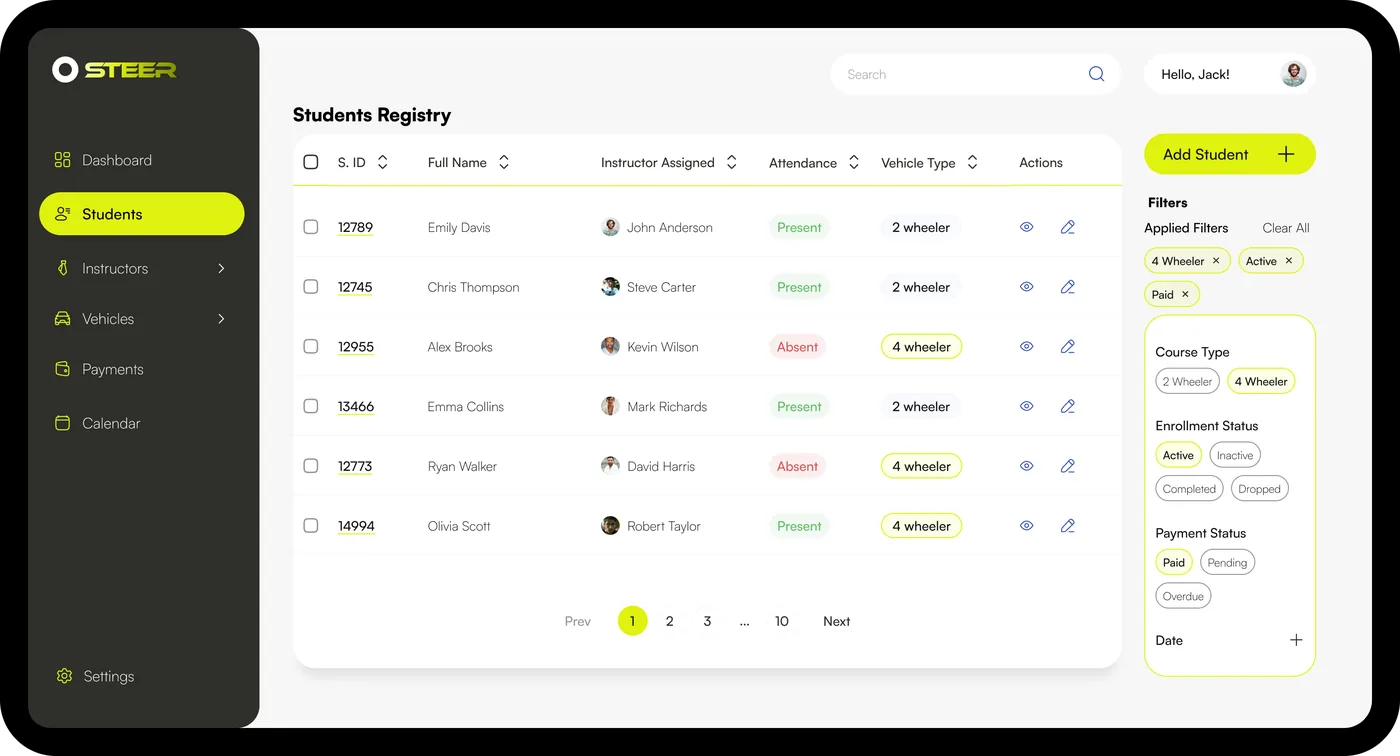 STEER
Dashboard
Students
Instructors
Vehicles
Payments
Calendar
Settings
Search
Hello, Jack!
Students Registry
S. ID Full Name Instructor Assigned Attendance Vehicle Type Actions
12789 Emily Davis John Anderson Present 2 wheeler
12745 Chris Thompson Steve Carter Present 2 wheeler
12955 Alex Brooks Kevin Wilson Absent 4 wheeler
13466 Emma Collins Mark Richards Present 2 wheeler
12773 Ryan Walker David Harris Absent 4 wheeler
14994 Olivia Scott Robert Taylor Present 4 wheeler
Prev 1 2 3 ... 10 Next
Add Student +
Filters
Applied Filters Clear All
4 Wheeler × Active ×
Paid ×
Course Type
2 Wheeler 4 Wheeler
Enrollment Status
Active Inactive
Completed Dropped
Payment Status
Paid Pending
Overdue
Date +